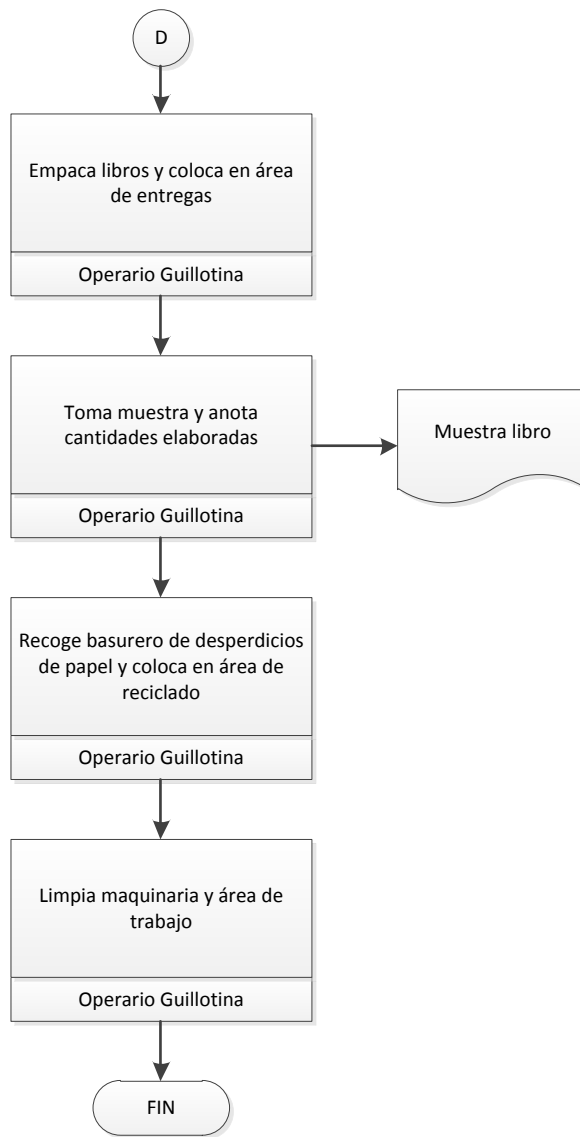 D
Empaca libros y coloca en área
de entregas
Operario Guillotina
Toma muestra y anota
cantidades elaboradas
Muestra libro
Operario Guillotina
Recoge basurero de desperdicios
de papel y coloca en área de
reciclado
Operario Guillotina
Limpia maquinaria y área de
trabajo
Operario Guillotina
FIN